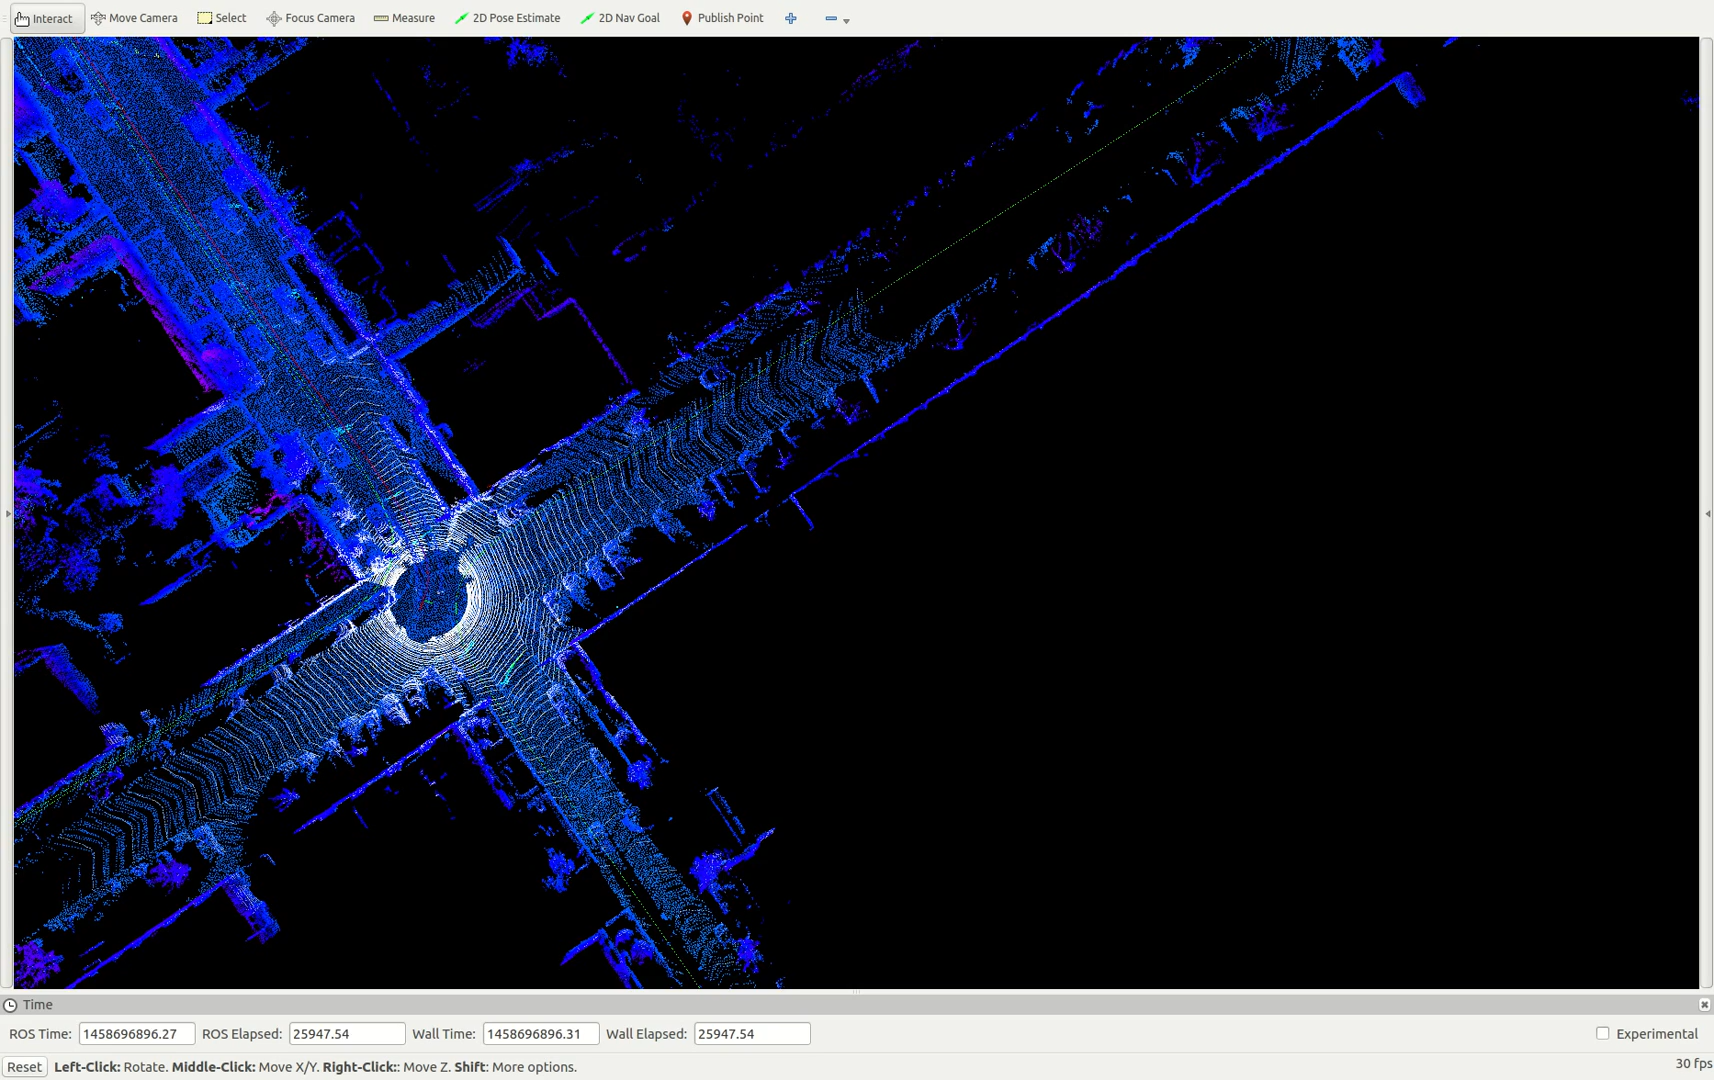 Interact Move Camera Select Focus Camera Measure 2D Pose Estimate 2D Nav Goal Publish Point
Time
ROS Time: 1458696896.27 ROS Elapsed: 25947.54 Wall Time: 1458696896.31 Wall Elapsed: 25947.54 Experimental
Reset Left-Click: Rotate. Middle-Click: Move X/Y. Right-Click:: Move Z. Shift: More options. 30 fps